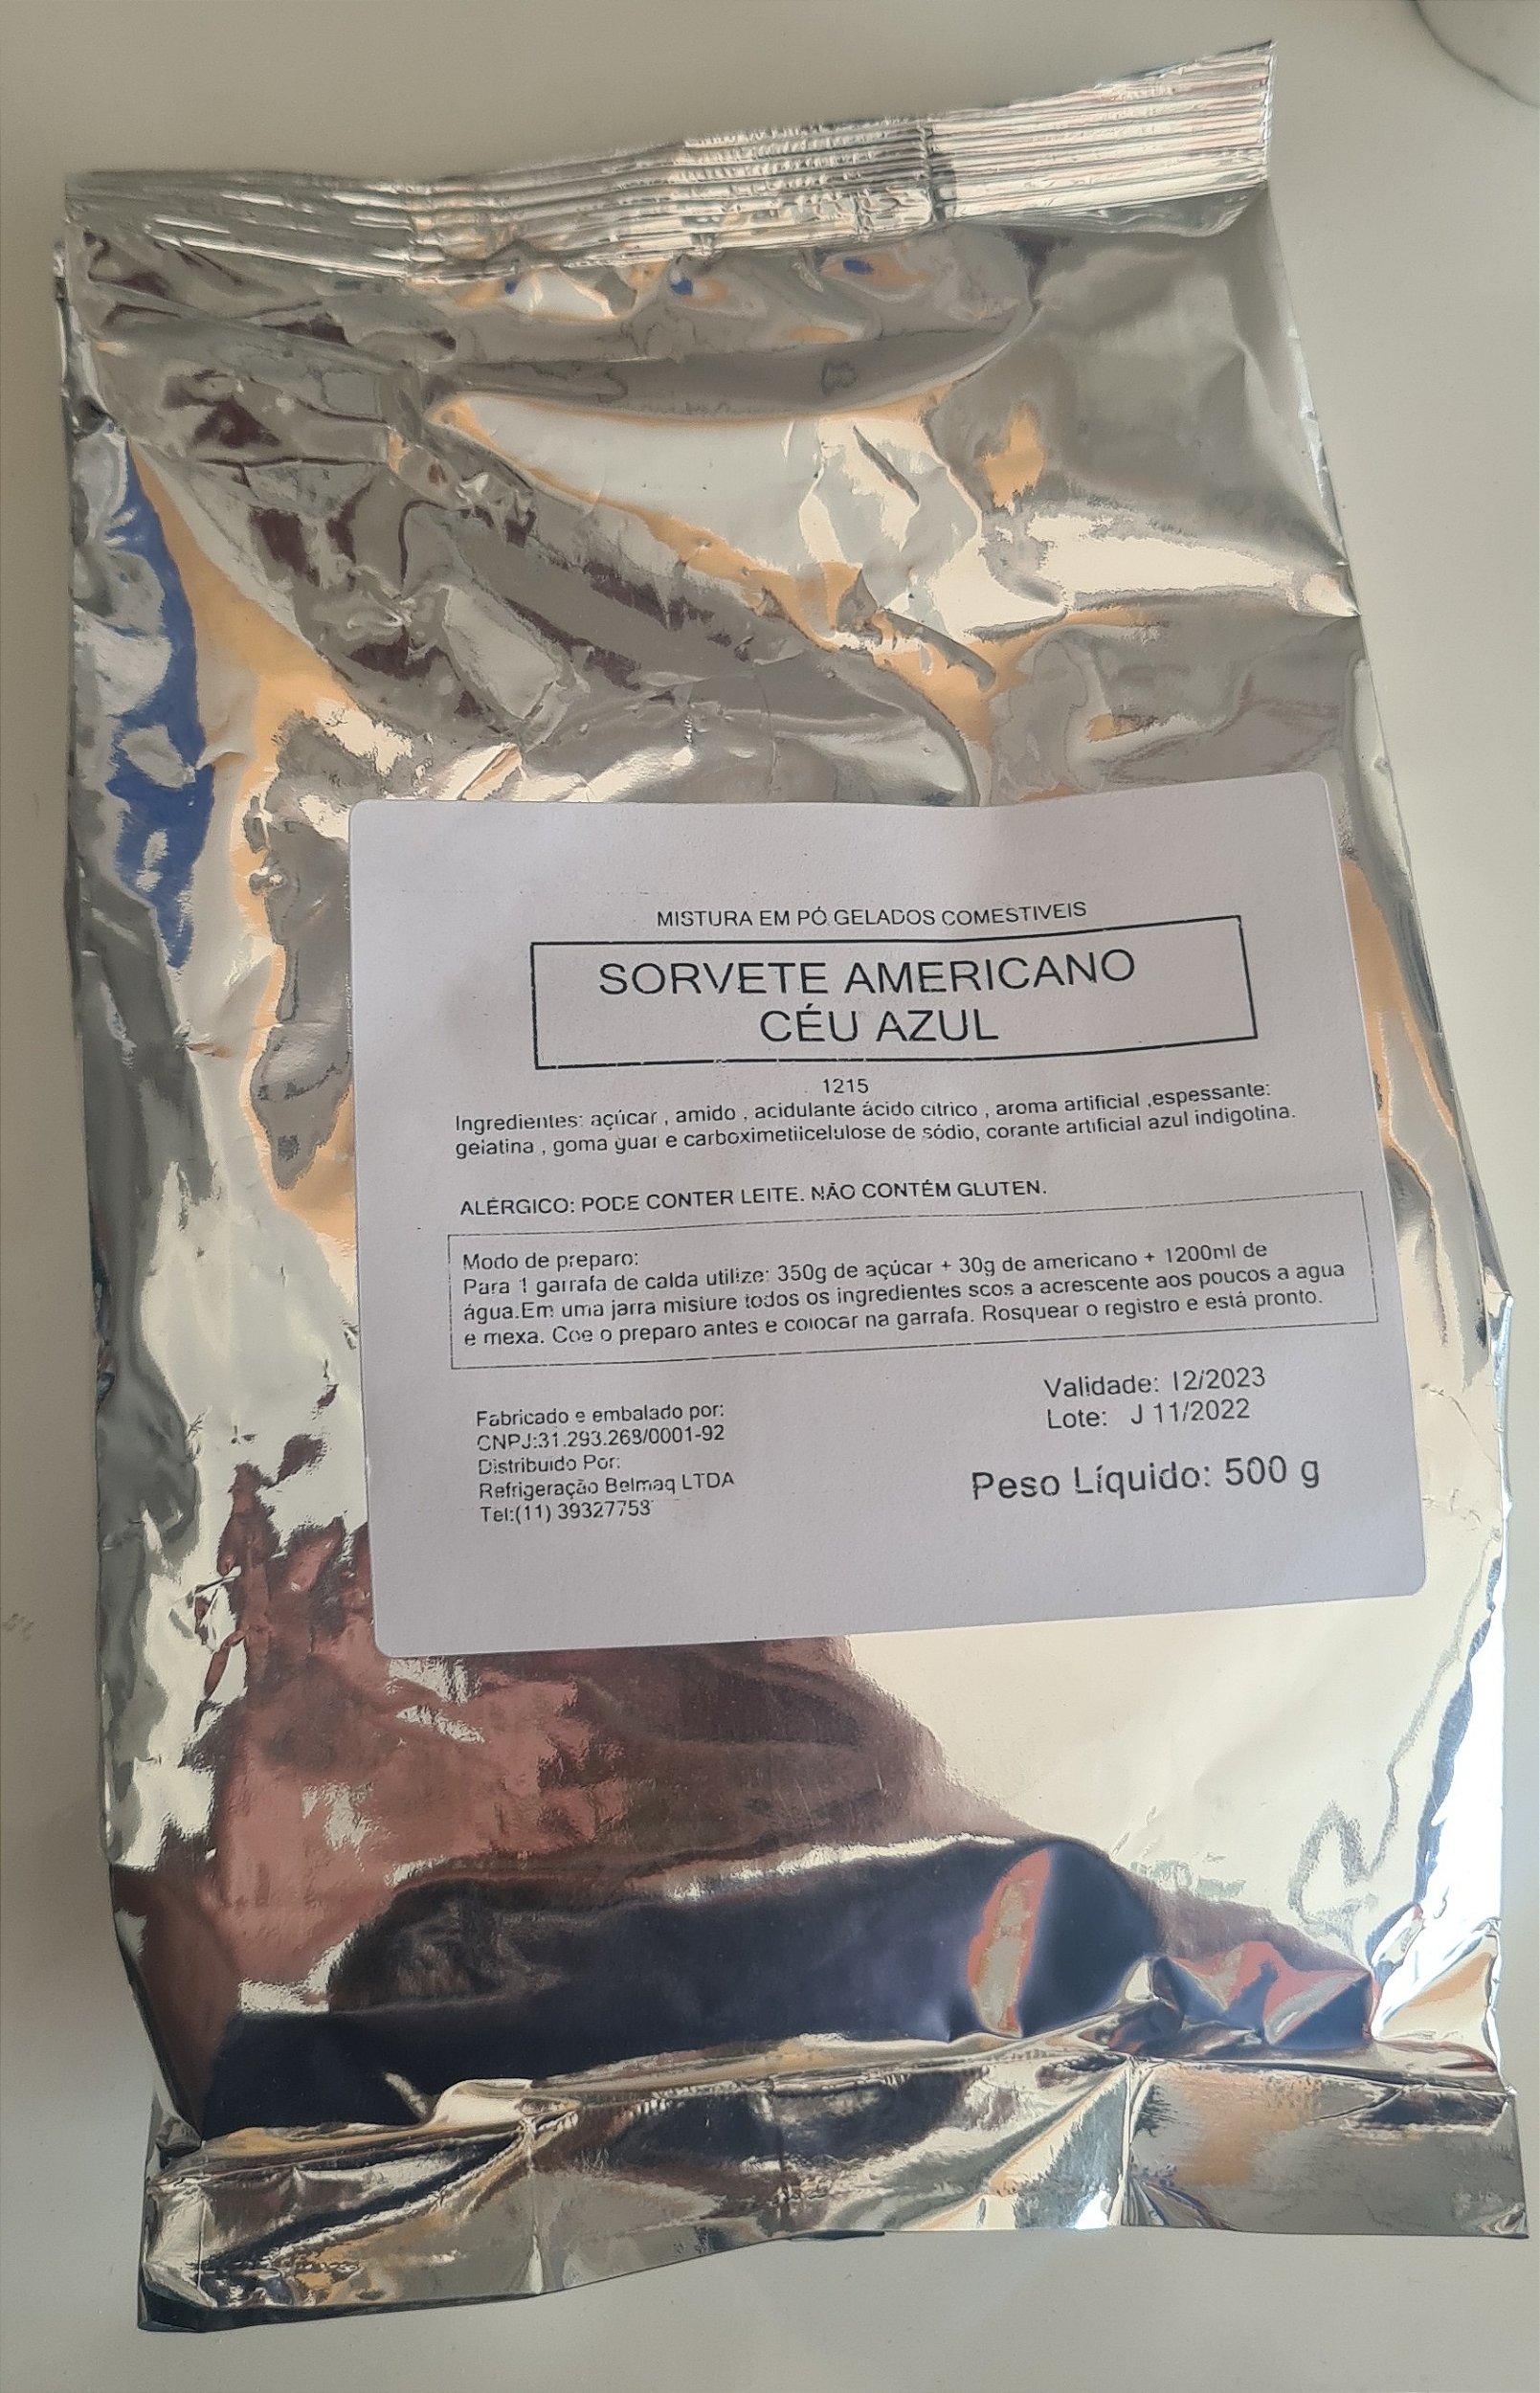 MISTURA EM PÓ GELADOS COMESTIVEIS
SORVETE AMERICANO
CÉU AZUL
1215
Ingredientes: açúcar , amido , acidulante ácido cítrico , aroma artificial ,espessante:
gelatina , goma guar e carboximetilcelulose de sódio, corante artificial azul indigotina.
ALÉRGICO: PODE CONTER LEITE. NÃO CONTÉM GLUTEN.
Modo de preparo:
Para 1 garrafa de calda utilize: 350g de açúcar + 30g de americano + 1200ml de
água.Em uma jarra misture todos os ingredientes scos a acrescente aos poucos a agua
e mexa. Coe o preparo antes e colocar na garrafa. Rosquear o registro e está pronto.
Validade: 12/2023
Lote: J 11/2022
Peso Líquido: 500 g
Fabricado e embalado por:
CNPJ:31.293.268/0001-92
Distribuido Por:
Refrigeração Belmaq LTDA
Tel:(11) 39327758